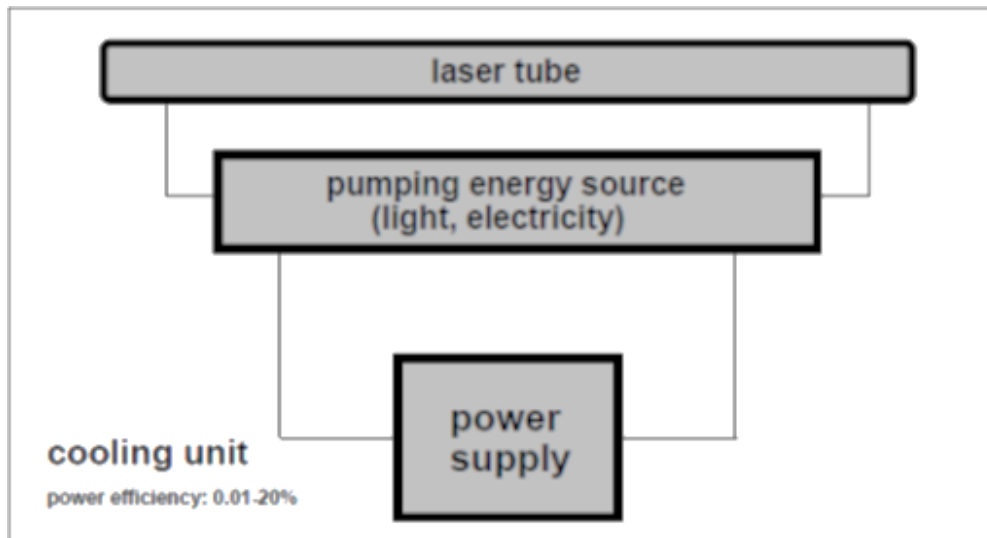 laser tube
pumping energy source
(light, electricity)
power
supply
cooling unit
power efficiency: 0.01-20%